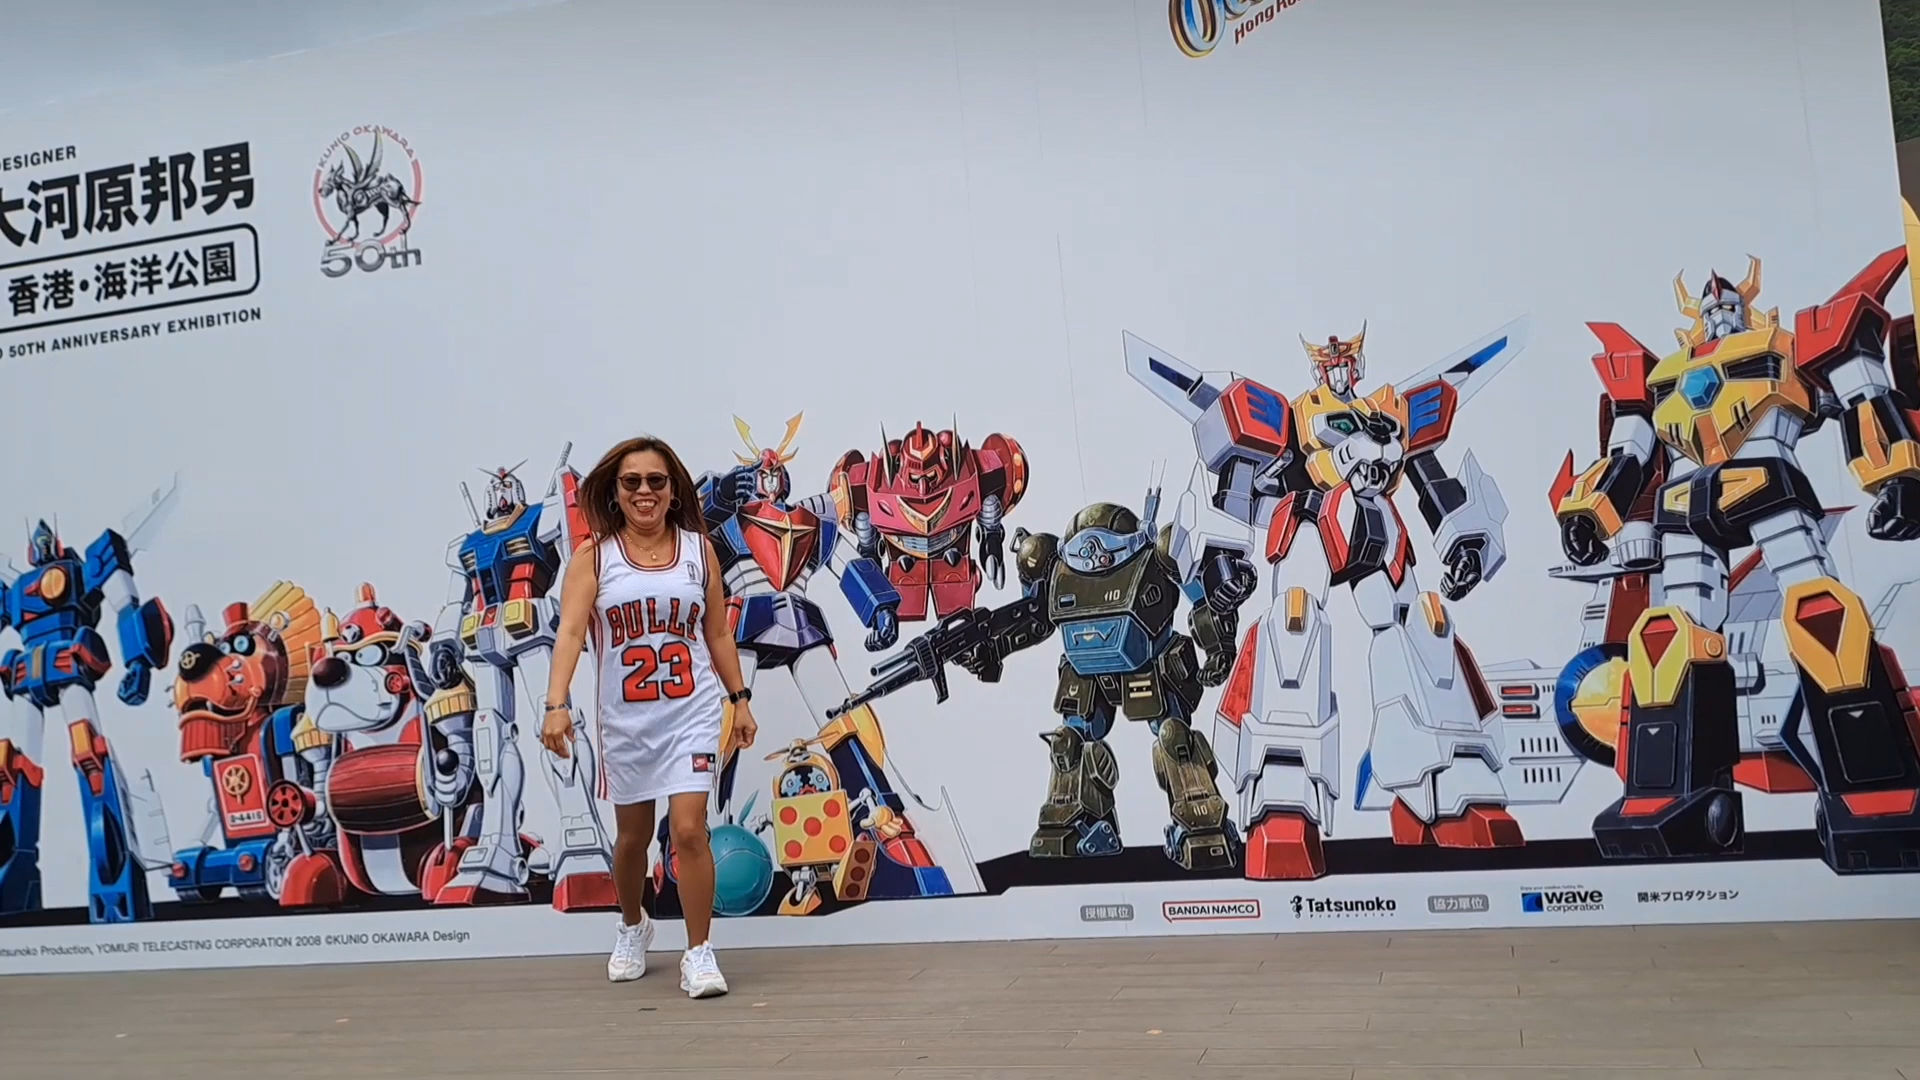 DESIGNER
大河原邦男
香港・海洋公園
50TH ANNIVERSARY EXHIBITION
KUNIO OKAWARA
50th
Hong
BULLS
23
110
授權單位
BANDAI NAMCO
Tatsunoko
Production
協力單位
wave
corporation
開米プロダクション
Production, YOMIURI TELECASTING CORPORATION 2008 ©KUNIO OKAWARA Design